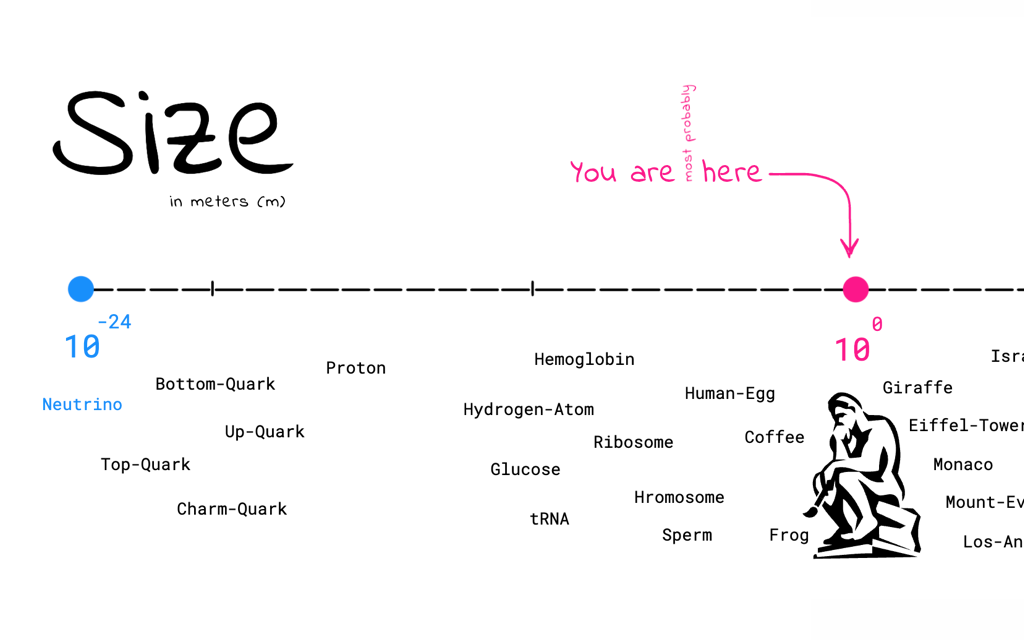 Size
in meters (m)
You are most probably here
10^-24
10^0
Neutrino
Bottom-Quark
Proton
Hemoglobin
Isra
Giraffe
Human-Egg
Hydrogen-Atom
Up-Quark
Ribosome
Coffee
Eiffel-Tower
Top-Quark
Glucose
Monaco
Charm-Quark
Hromosome
Mount-Ev
tRNA
Sperm
Frog
Los-An